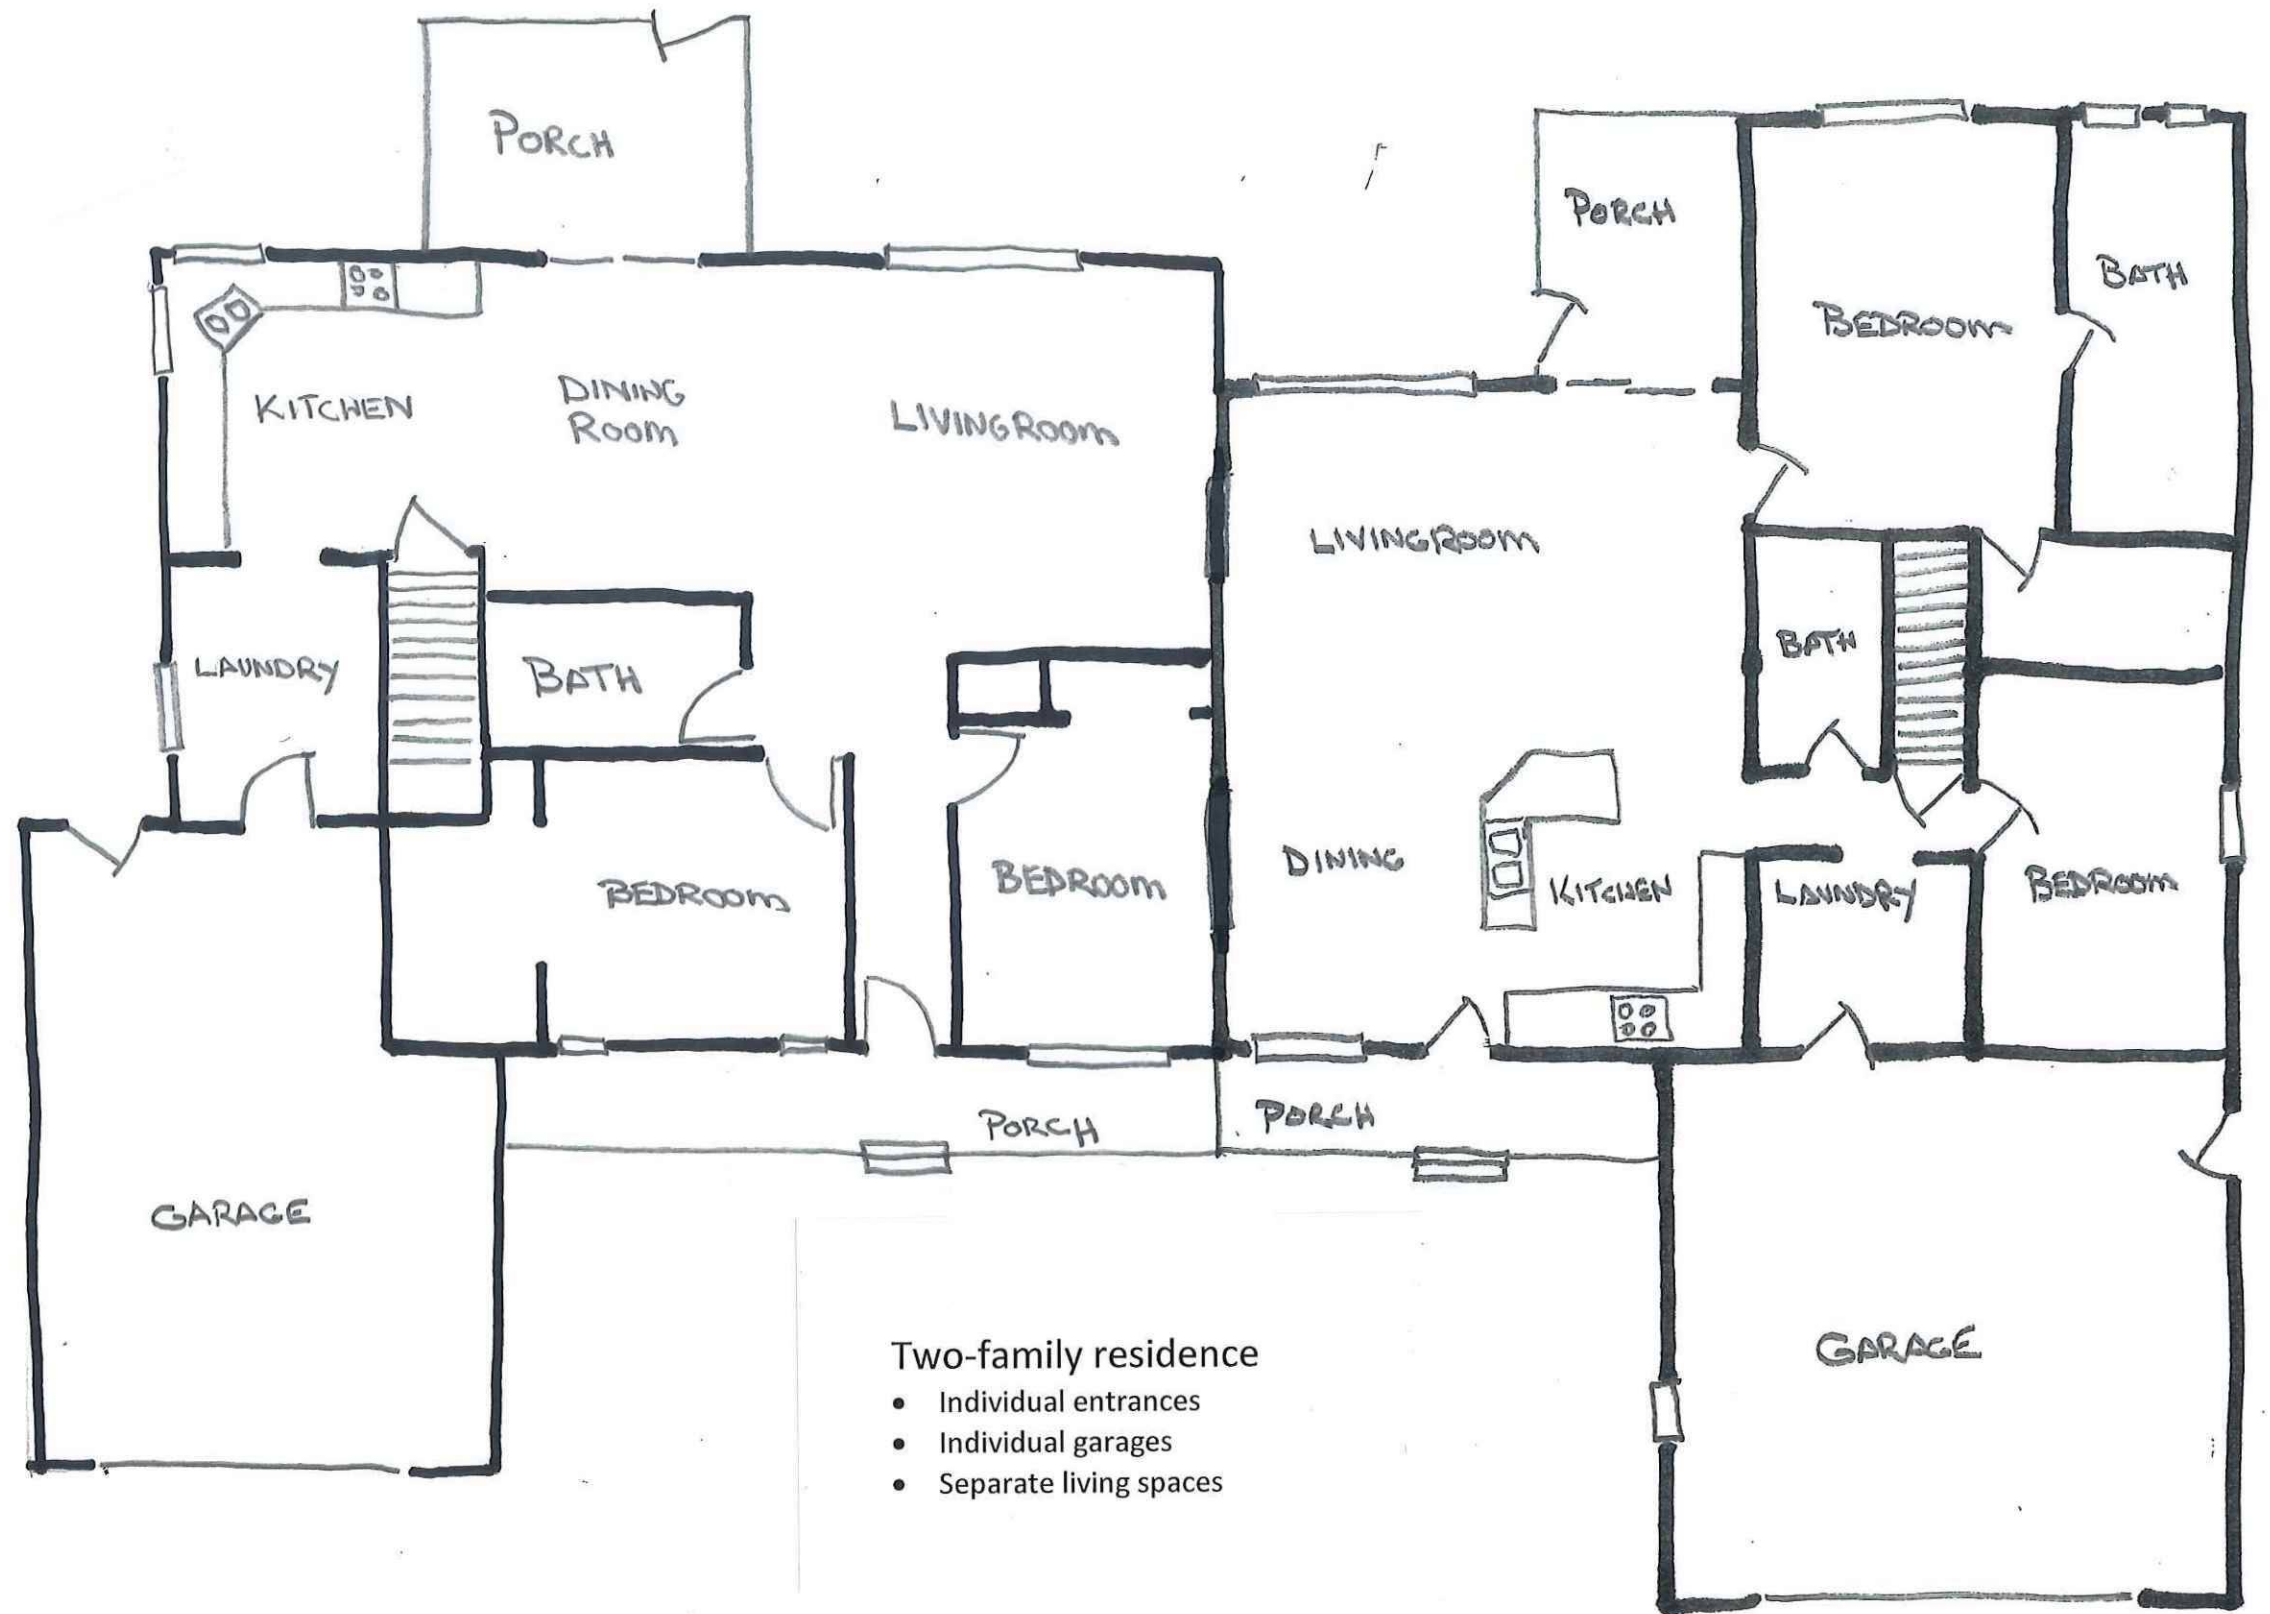 PORCH
PORCH
BATH
BEDROOM
KITCHEN
DINING
ROOM
LIVINGROOM
LIVINGROOM
LAUNDRY
BATH
BATH
BEDROOM
BEDROOM
DINING
KITCHEN
LAUNDRY
BEDROOM
PORCH
PORCH
GARAGE
GARAGE
Two-family residence
• Individual entrances
• Individual garages
• Separate living spaces